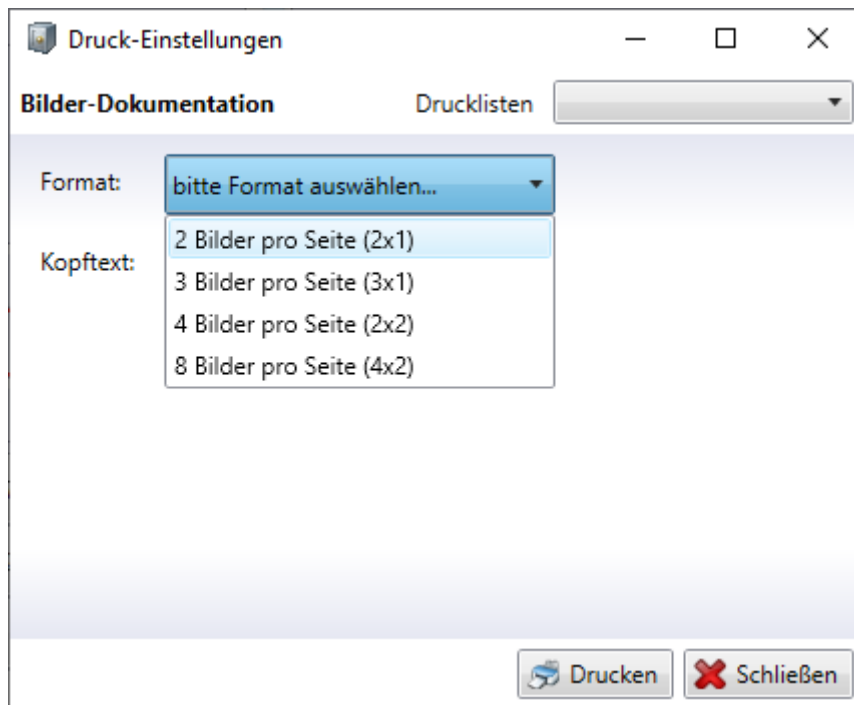 Druck-Einstellungen
Bilder-Dokumentation Drucklisten
Format: bitte Format auswählen...
2 Bilder pro Seite (2x1)
Kopftext:
3 Bilder pro Seite (3x1)
4 Bilder pro Seite (2x2)
8 Bilder pro Seite (4x2)
Drucken Schließen